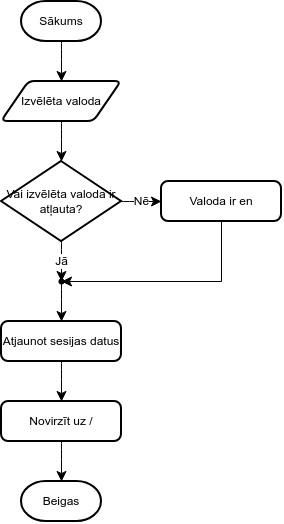 Sākums
Izvēlēta valoda
Vai izvēlēta valoda ir
atļauta?
Nē
Valoda ir en
Jā
Atjaunot sesijas datus
Novirzīt uz /
Beigas